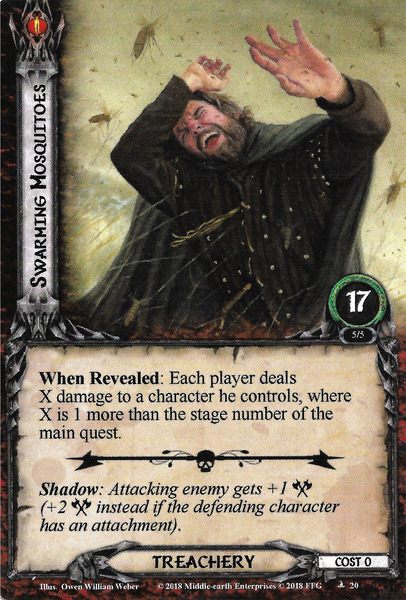 SWARMING MOSQUITOES
17
5/5
When Revealed: Each player deals
X damage to a character he controls, where
X is 1 more than the stage number of the
main quest.
Shadow: Attacking enemy gets +1
(+2 instead if the defending character
has an attachment).
TREACHERY
COST 0
Illus. Owen William Weber © 2018 Middle-earth Enterprises © 2018 FFG 20